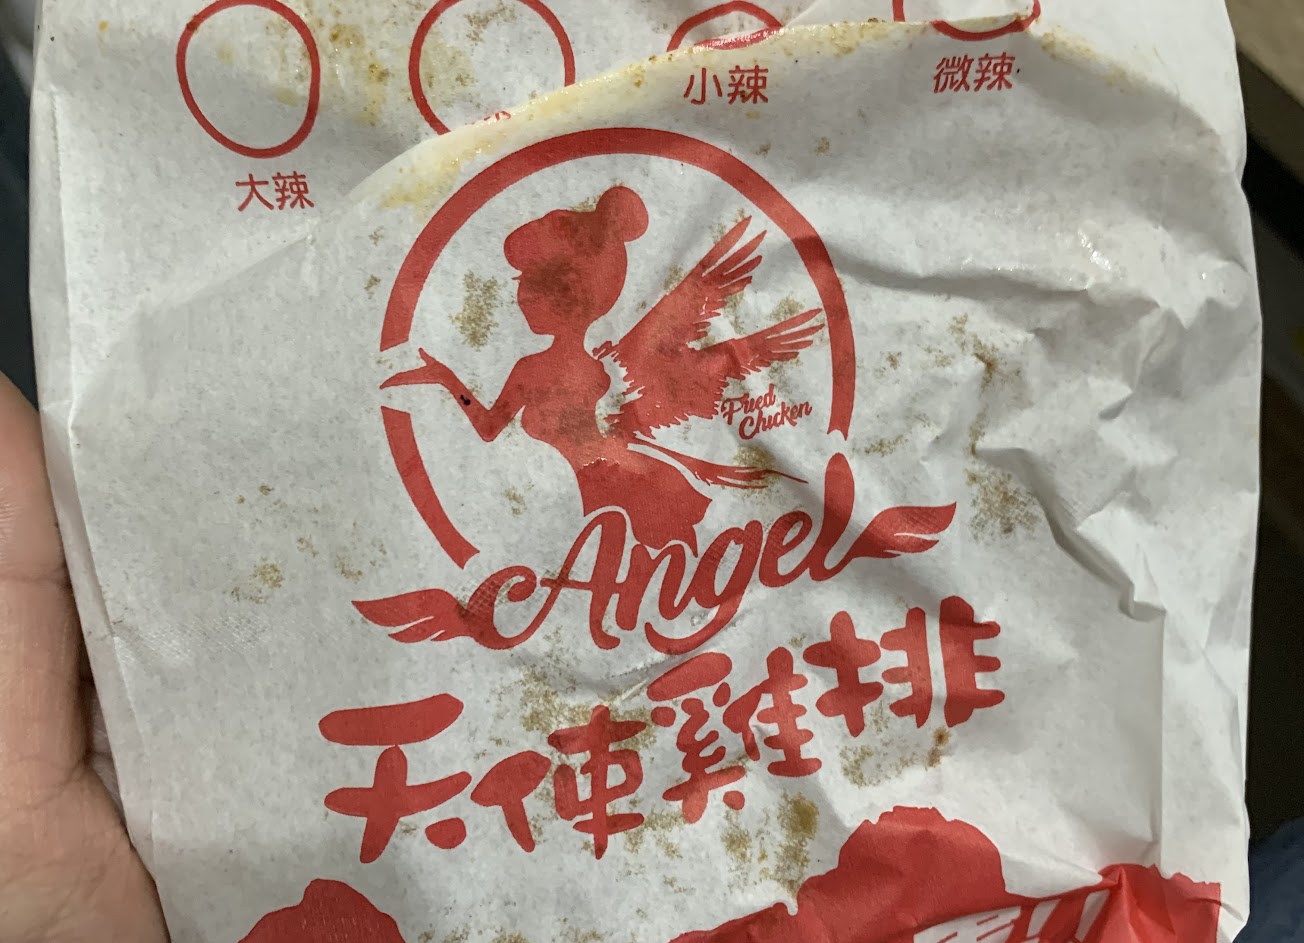 大辣
小辣
微辣
Fried
Chicken
Angel
天使雞排